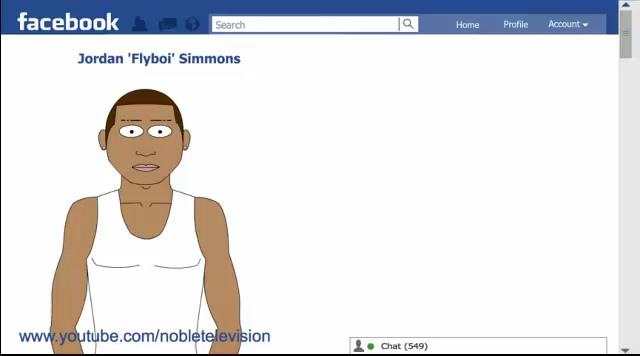 facebook
Search
Home
Profile
Account
Jordan 'Flyboi' Simmons
www.youtube.com/nobletelevision
Chat (549)